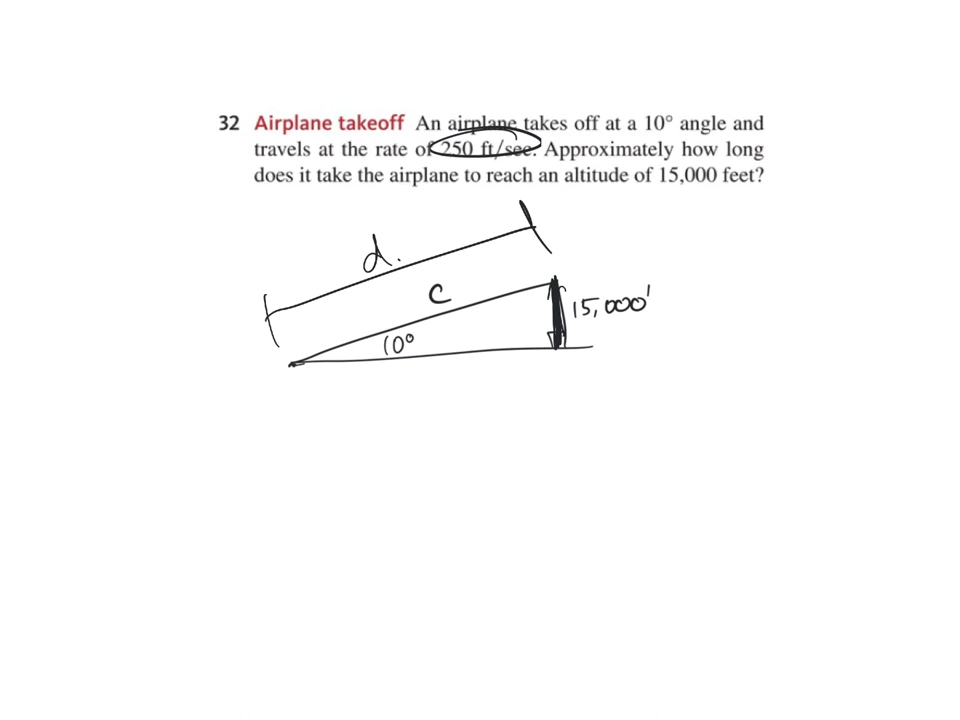 32 Airplane takeoff An airplane takes off at a 10° angle and
travels at the rate of 250 ft/sec. Approximately how long
does it take the airplane to reach an altitude of 15,000 feet?
d.
c
15,000'
10°